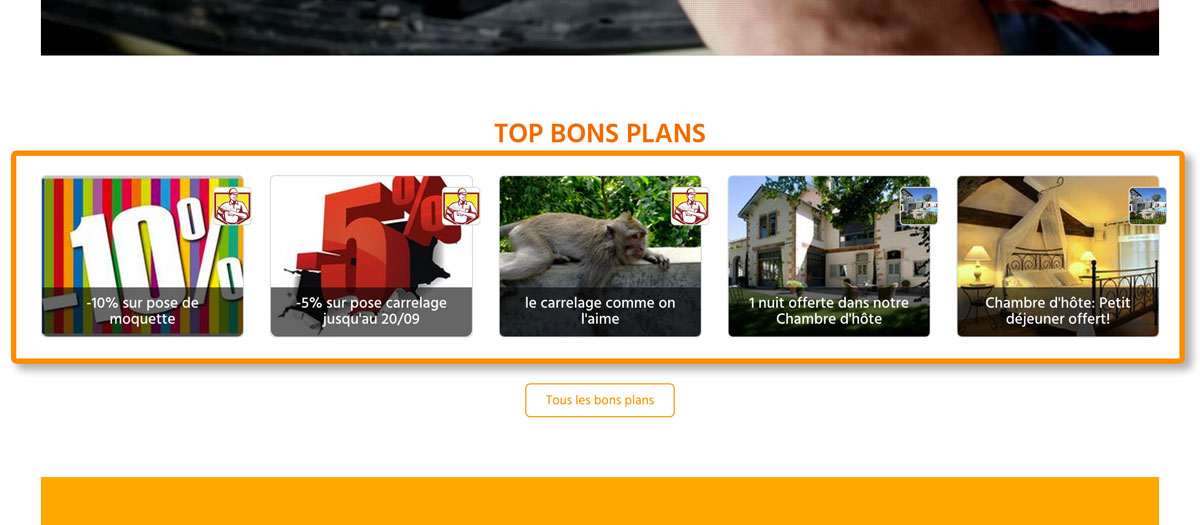 TOP BONS PLANS
-10%
-10% sur pose de
moquette
-5%
-5% sur pose carrelage
jusqu'au 20/09
le carrelage comme on
l'aime
1 nuit offerte dans notre
Chambre d'hôte
Chambre d'hôte: Petit
déjeuner offert!
Tous les bons plans